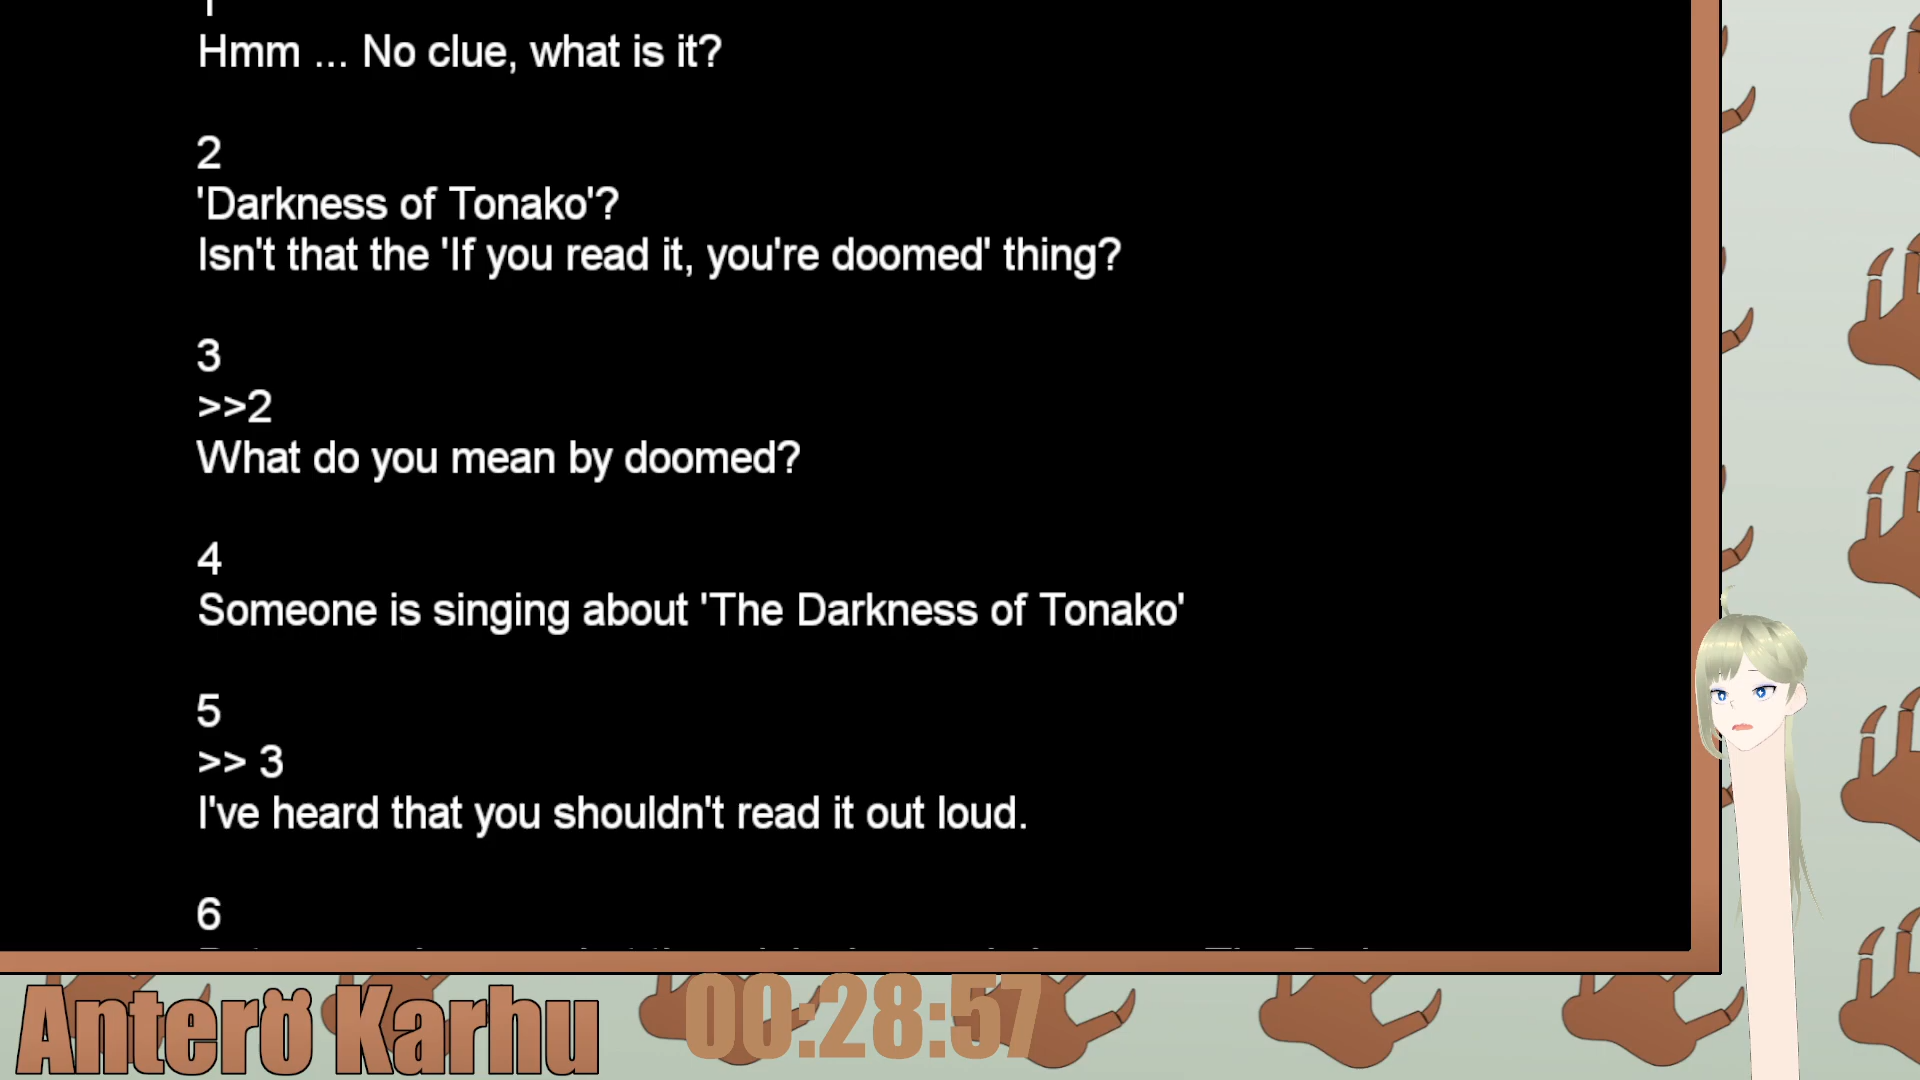 1
Hmm ... No clue, what is it?
2
'Darkness of Tonako'?
Isn't that the 'If you read it, you're doomed' thing?
3
>>2
What do you mean by doomed?
4
Someone is singing about 'The Darkness of Tonako'
5
>> 3
I've heard that you shouldn't read it out loud.
6
Anterö Karhu
00:28:57